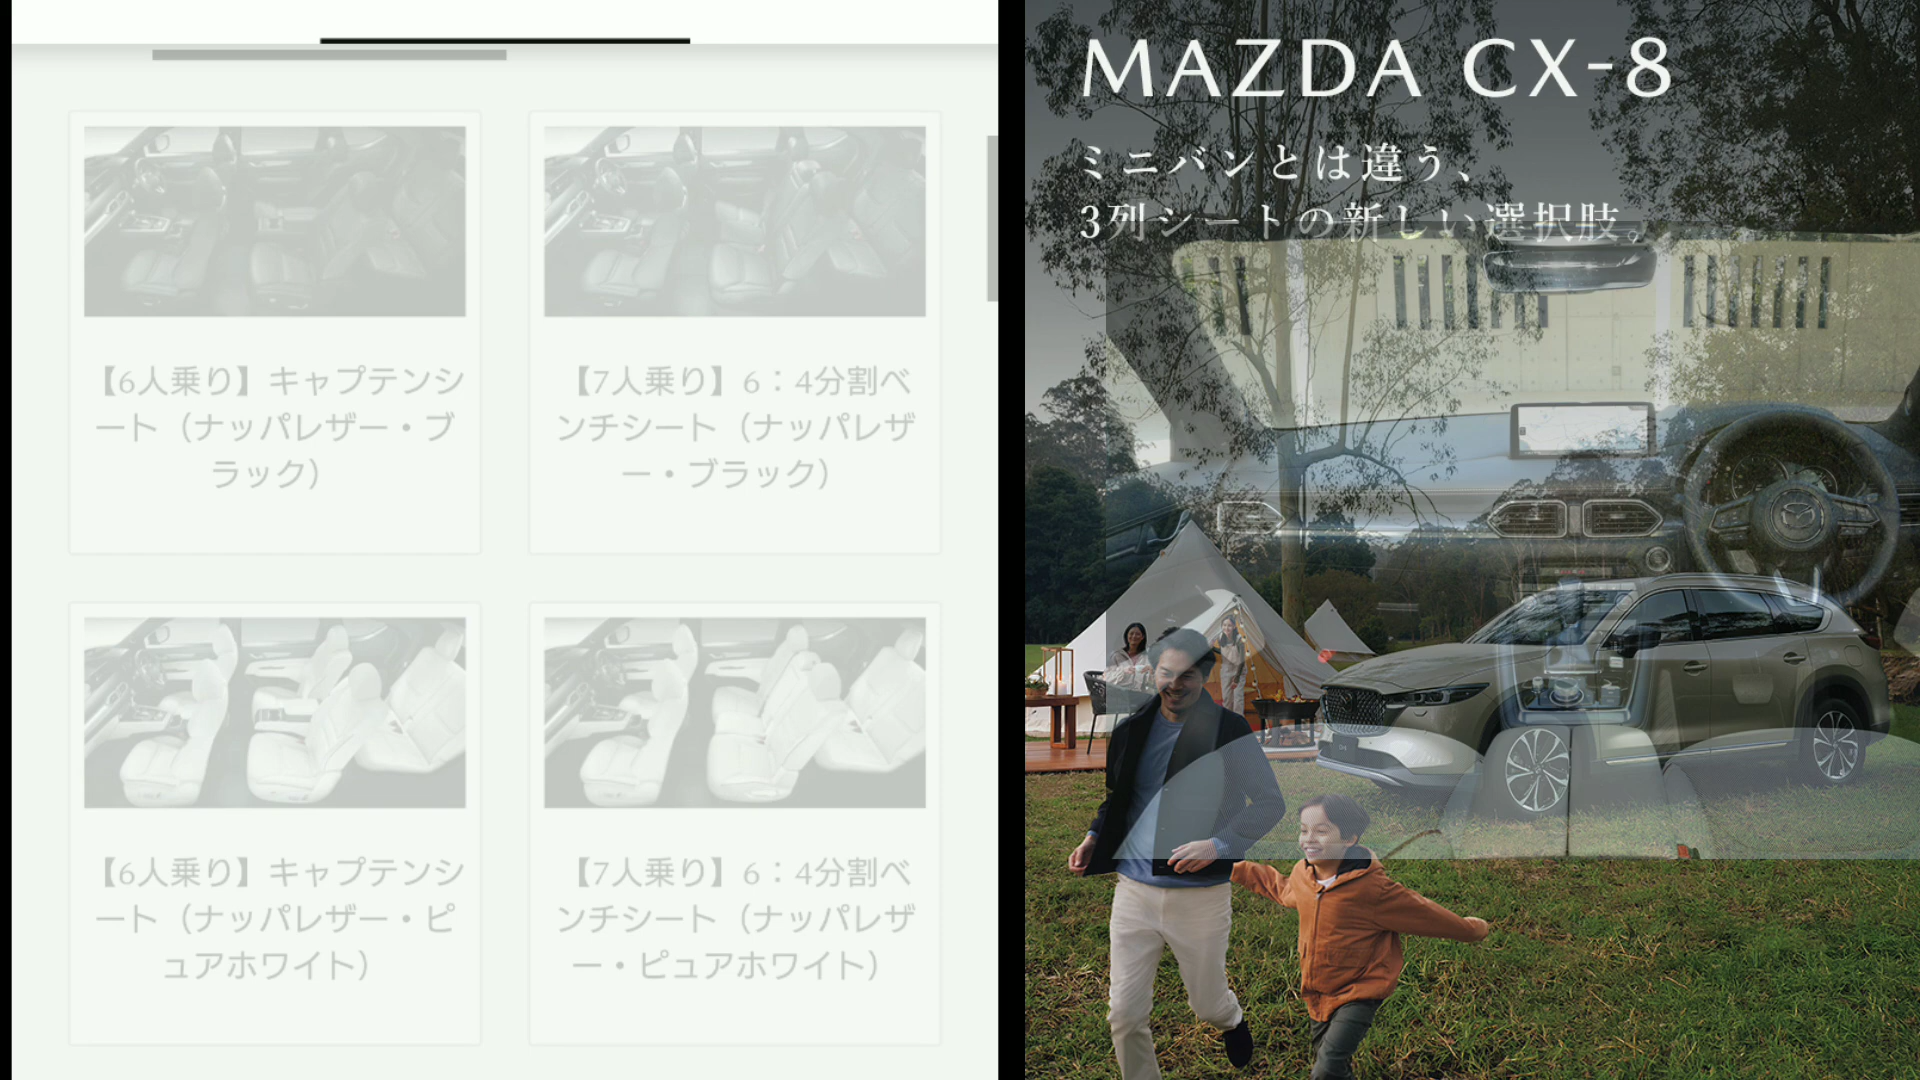 【6人乗り】キャプテンシ
ート（ナッパレザー・ブ
ラック）
【7人乗り】6：4分割ベ
ンチシート（ナッパレザ
ー・ブラック）
【6人乗り】キャプテンシ
ート（ナッパレザー・ピ
ュアホワイト）
【7人乗り】6：4分割ベ
ンチシート（ナッパレザ
ー・ピュアホワイト）
MAZDA CX-8
ミニバンとは違う、
3列シートの新しい選択肢。